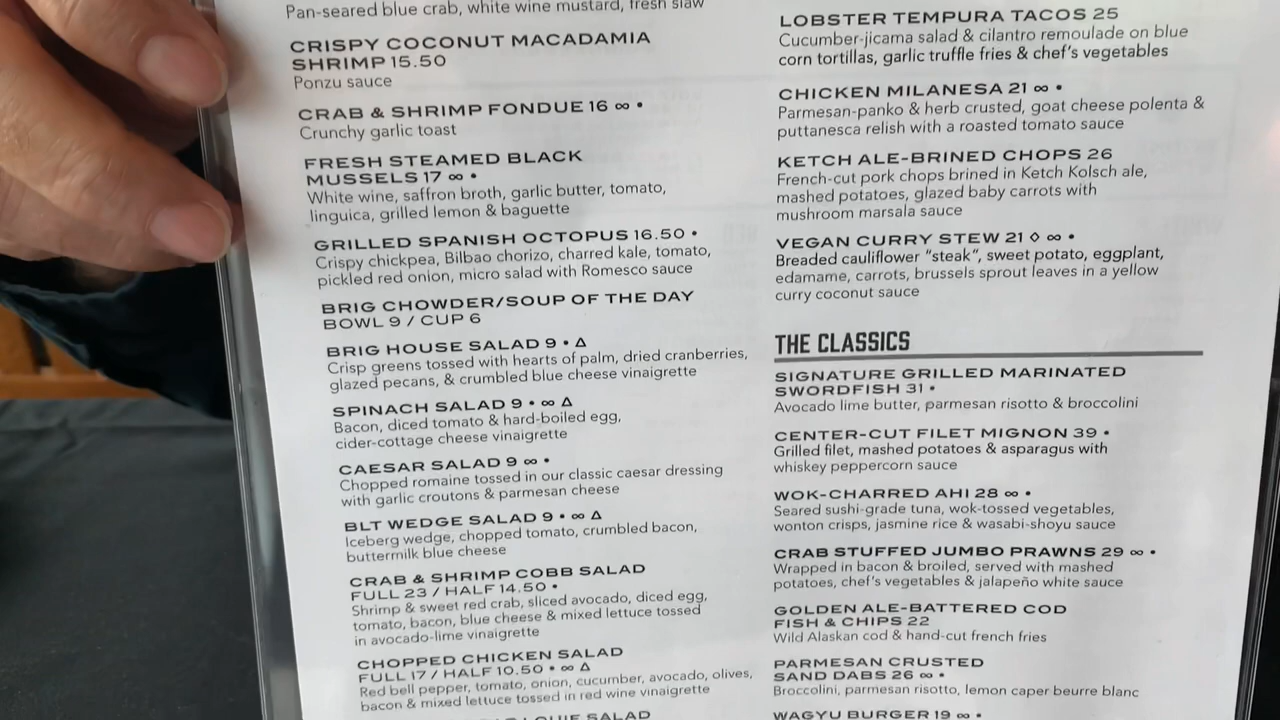 Pan-seared blue crab, white wine mustard, fresh slaw
CRISPY COCONUT MACADAMIA
SHRIMP 15.50
Ponzu sauce
CRAB & SHRIMP FONDUE 16 ∞ •
Crunchy garlic toast
FRESH STEAMED BLACK
MUSSELS 17 ∞ •
White wine, saffron broth, garlic butter, tomato,
linguica, grilled lemon & baguette
GRILLED SPANISH OCTOPUS 16.50 •
Crispy chickpea, Bilbao chorizo, charred kale, tomato,
pickled red onion, micro salad with Romesco sauce
BRIG CHOWDER/SOUP OF THE DAY
BOWL 9 / CUP 6
BRIG HOUSE SALAD 9 • Δ
Crisp greens tossed with hearts of palm, dried cranberries,
glazed pecans, & crumbled blue cheese vinaigrette
SPINACH SALAD 9 • ∞ Δ
Bacon, diced tomato & hard-boiled egg,
cider-cottage cheese vinaigrette
CAESAR SALAD 9 ∞ •
Chopped romaine tossed in our classic caesar dressing
with garlic croutons & parmesan cheese
BLT WEDGE SALAD 9 • ∞ Δ
Iceberg wedge, chopped tomato, crumbled bacon,
buttermilk blue cheese
CRAB & SHRIMP COBB SALAD
FULL 23 / HALF 14.50 •
Shrimp & sweet red crab, sliced avocado, diced egg,
tomato, bacon, blue cheese & mixed lettuce tossed
in avocado-lime vinaigrette
CHOPPED CHICKEN SALAD
FULL 17 / HALF 10.50 • ∞ Δ
Red bell pepper, tomato, onion, cucumber, avocado, olives,
bacon & mixed lettuce tossed in red wine vinaigrette
LOUIE SALAD
LOBSTER TEMPURA TACOS 25
Cucumber-jicama salad & cilantro remoulade on blue
corn tortillas, garlic truffle fries & chef's vegetables
CHICKEN MILANESA 21 ∞ •
Parmesan-panko & herb crusted, goat cheese polenta &
puttanesca relish with a roasted tomato sauce
KETCH ALE-BRINED CHOPS 26
French-cut pork chops brined in Ketch Kolsch ale,
mashed potatoes, glazed baby carrots with
mushroom marsala sauce
VEGAN CURRY STEW 21 ◊ ∞ •
Breaded cauliflower "steak", sweet potato, eggplant,
edamame, carrots, brussels sprout leaves in a yellow
curry coconut sauce
THE CLASSICS
SIGNATURE GRILLED MARINATED
SWORDFISH 31 •
Avocado lime butter, parmesan risotto & broccolini
CENTER-CUT FILET MIGNON 39 •
Grilled filet, mashed potatoes & asparagus with
whiskey peppercorn sauce
WOK-CHARRED AHI 28 ∞ •
Seared sushi-grade tuna, wok-tossed vegetables,
wonton crisps, jasmine rice & wasabi-shoyu sauce
CRAB STUFFED JUMBO PRAWNS 29 ∞ •
Wrapped in bacon & broiled, served with mashed
potatoes, chef's vegetables & jalapeño white sauce
GOLDEN ALE-BATTERED COD
FISH & CHIPS 22
Wild Alaskan cod & hand-cut french fries
PARMESAN CRUSTED
SAND DABS 26 ∞ •
Broccolini, parmesan risotto, lemon caper beurre blanc
WAGYU BURGER 19 ∞ •